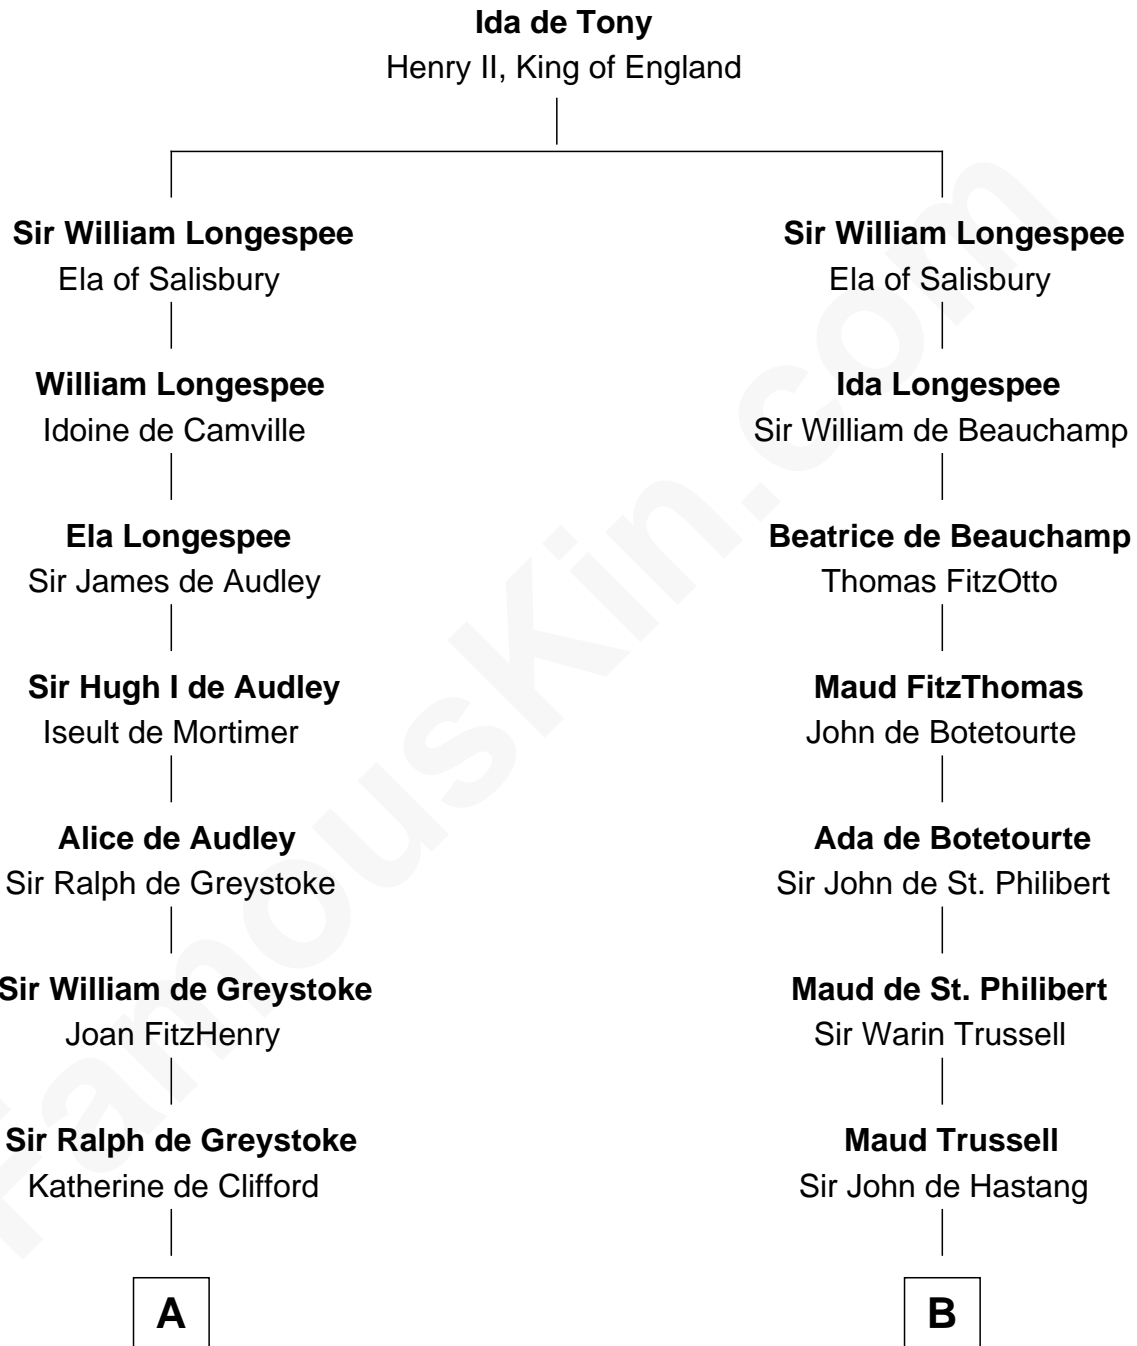 Ida de Tony
Henry II, King of England
Sir William Longespee
Ela of Salisbury
Sir William Longespee
Ela of Salisbury
William Longespee
Idoine de Camville
Ida Longespee
Sir William de Beauchamp
Ela Longespee
Sir James de Audley
Beatrice de Beauchamp
Thomas FitzOtto
Sir Hugh I de Audley
Iseult de Mortimer
Maud FitzThomas
John de Botetourte
Alice de Audley
Sir Ralph de Greystoke
Ada de Botetourte
Sir John de St. Philibert
Sir William de Greystoke
Joan FitzHenry
Maud de St. Philibert
Sir Warin Trussell
Sir Ralph de Greystoke
Katherine de Clifford
Maud Trussell
Sir John de Hastang
A
B
FamousKin.com